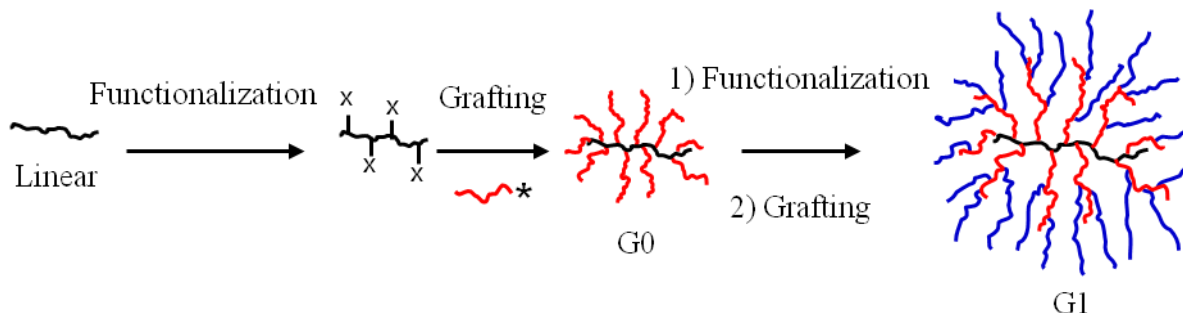 Linear
Functionalization
X
X
X
X
Grafting
*
G0
1) Functionalization
2) Grafting
G1